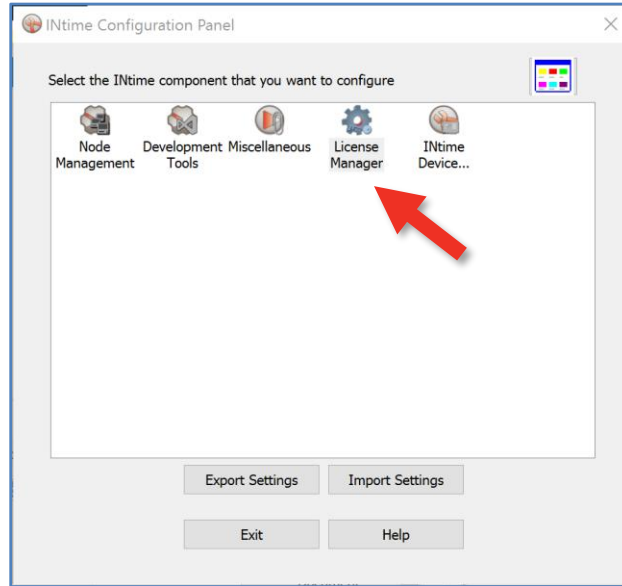 INtime Configuration Panel
Select the INtime component that you want to configure
Node Management
Development Tools
Miscellaneous
License Manager
INtime Device...
Export Settings
Import Settings
Exit
Help